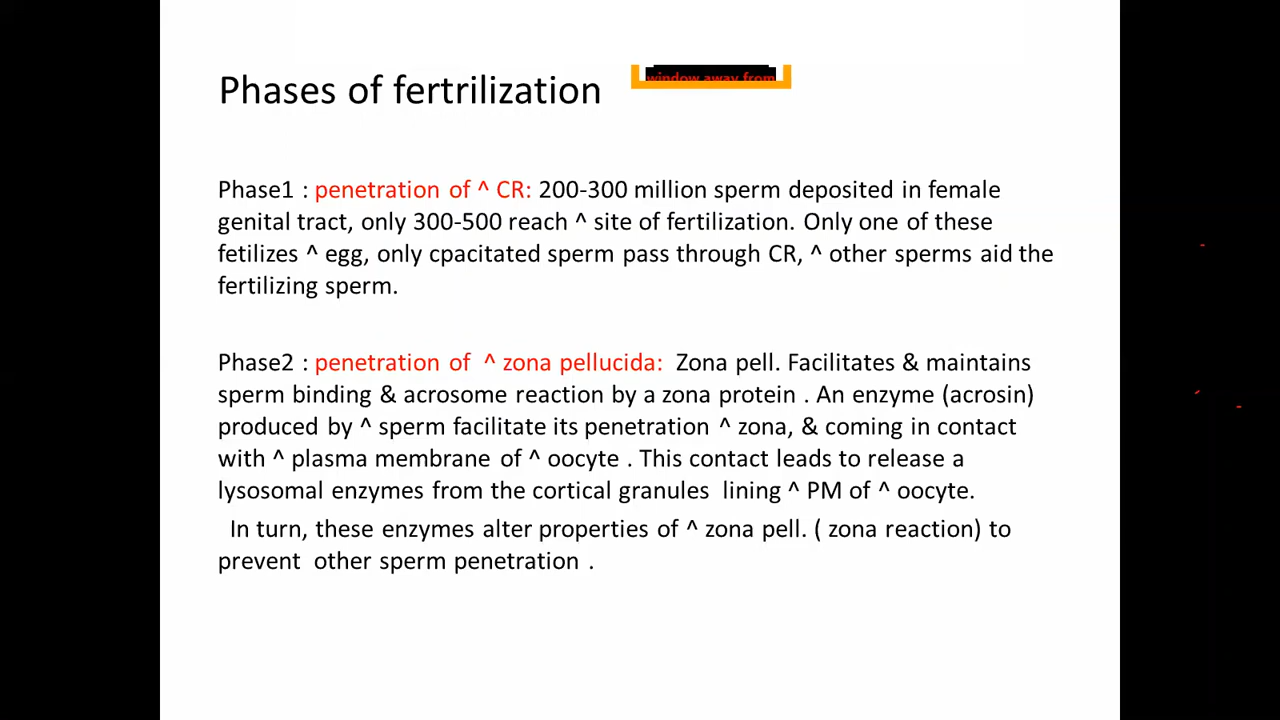 Phases of fertrilization
window away from
Phase1 : penetration of ^ CR: 200-300 million sperm deposited in female
genital tract, only 300-500 reach ^ site of fertilization. Only one of these
fetilizes ^ egg, only cpacitated sperm pass through CR, ^ other sperms aid the
fertilizing sperm.
Phase2 : penetration of ^ zona pellucida: Zona pell. Facilitates & maintains
sperm binding & acrosome reaction by a zona protein . An enzyme (acrosin)
produced by ^ sperm facilitate its penetration ^ zona, & coming in contact
with ^ plasma membrane of ^ oocyte . This contact leads to release a
lysosomal enzymes from the cortical granules lining ^ PM of ^ oocyte.
In turn, these enzymes alter properties of ^ zona pell. ( zona reaction) to
prevent other sperm penetration .